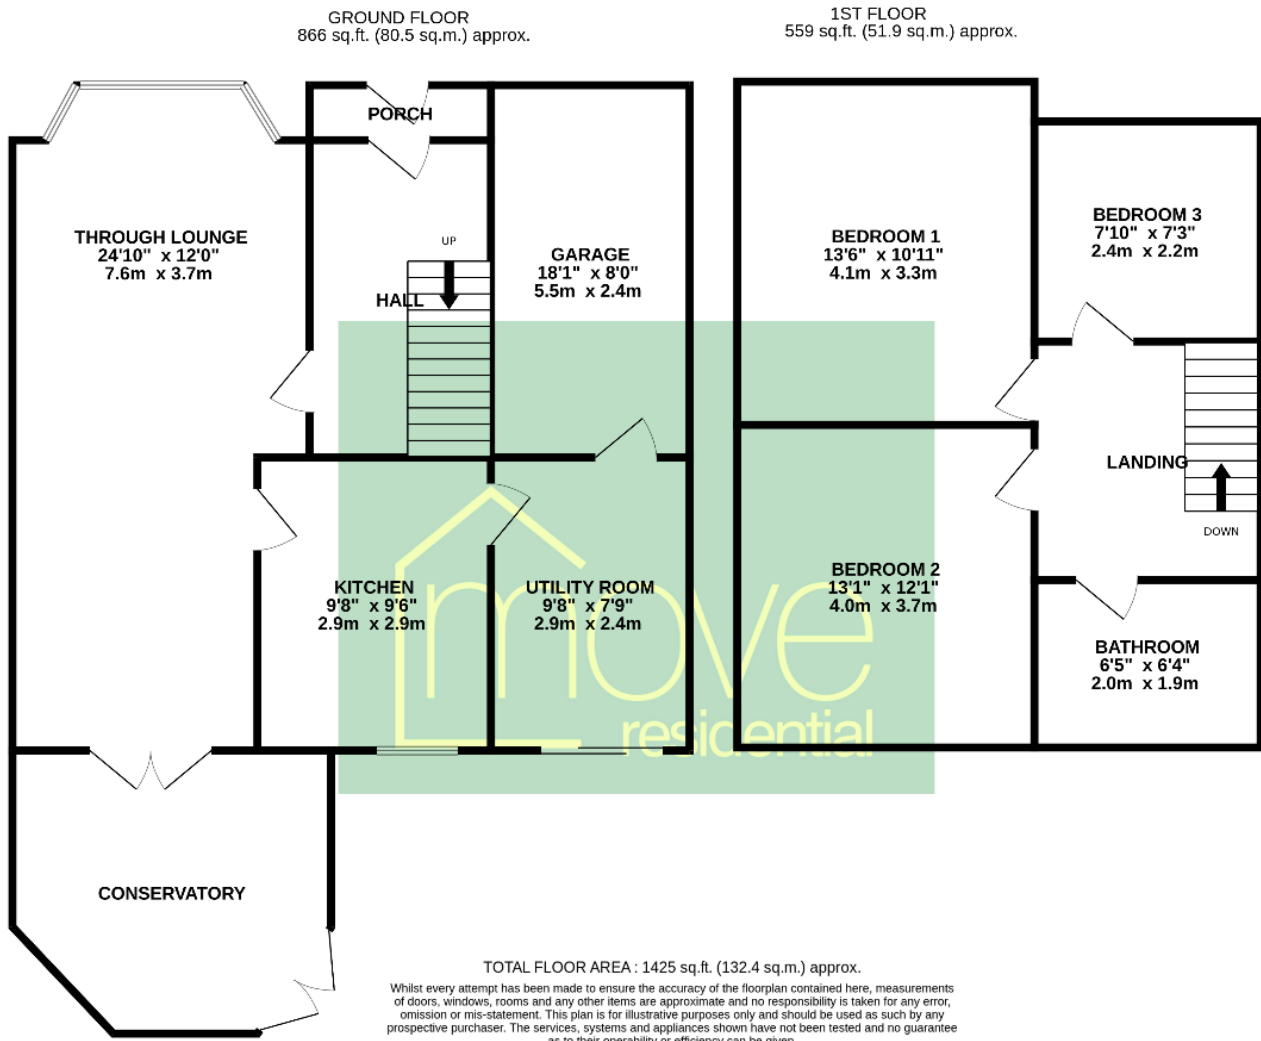 GROUND FLOOR
866 sq.ft. (80.5 sq.m.) approx.
1ST FLOOR
559 sq.ft. (51.9 sq.m.) approx.
PORCH
THROUGH LOUNGE
24'10" x 12'0"
7.6m x 3.7m
UP
HALL
GARAGE
18'1" x 8'0"
5.5m x 2.4m
KITCHEN
9'8" x 9'6"
2.9m x 2.9m
UTILITY ROOM
9'8" x 7'9"
2.9m x 2.4m
CONSERVATORY
BEDROOM 1
13'6" x 10'11"
4.1m x 3.3m
BEDROOM 3
7'10" x 7'3"
2.4m x 2.2m
LANDING
DOWN
BEDROOM 2
13'1" x 12'1"
4.0m x 3.7m
BATHROOM
6'5" x 6'4"
2.0m x 1.9m
move
residential
TOTAL FLOOR AREA : 1425 sq.ft. (132.4 sq.m.) approx.
Whilst every attempt has been made to ensure the accuracy of the floorplan contained here, measurements
of doors, windows, rooms and any other items are approximate and no responsibility is taken for any error,
omission or mis-statement. This plan is for illustrative purposes only and should be used as such by any
prospective purchaser. The services, systems and appliances shown have not been tested and no guarantee
as to their operability or efficiency can be given